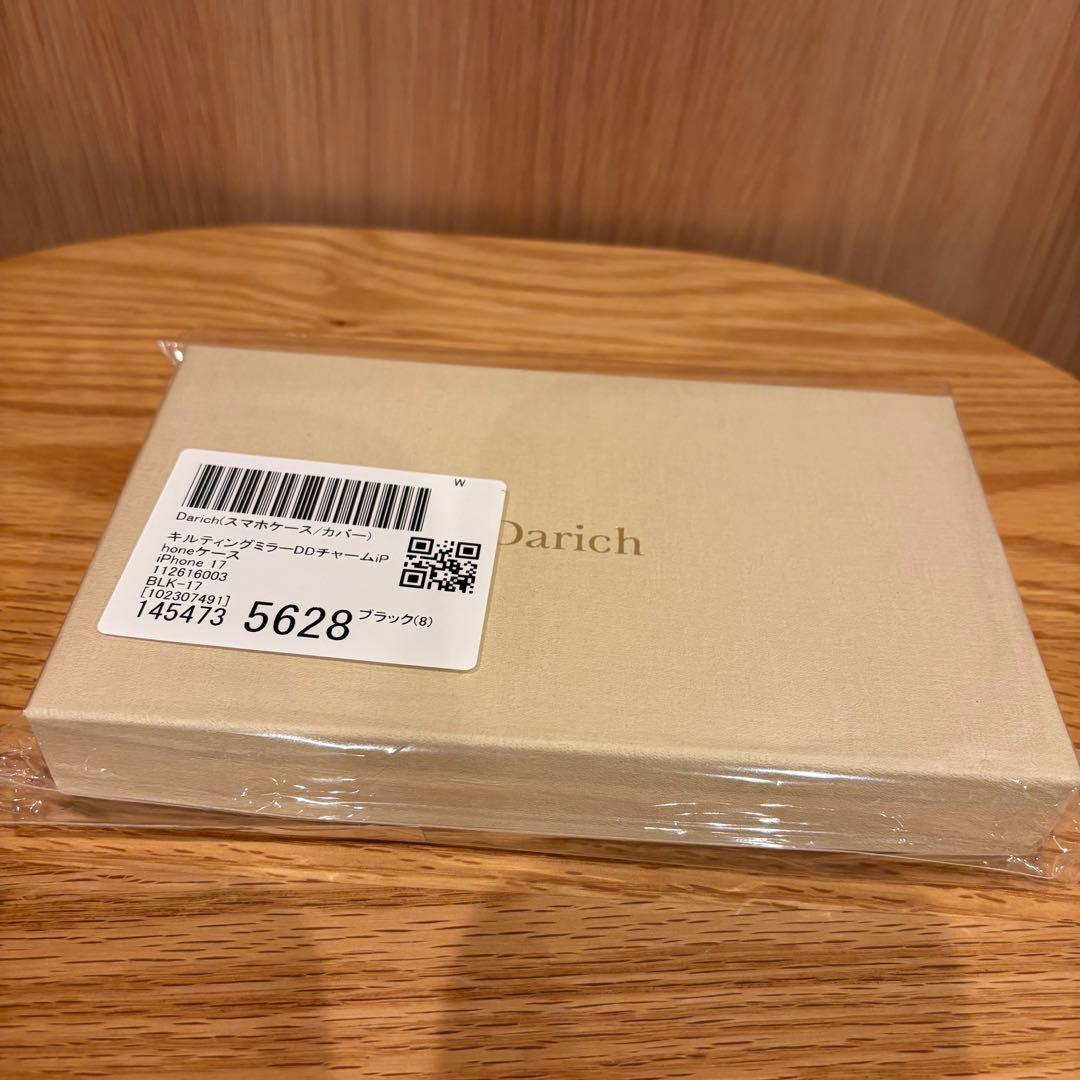 W
Darich(スマホケース/カバー)
キルティングミラーDDチャームiP
honeケース
iPhone 17
112616003
BLK-17
[102307491]
145473 5628 ブラック(8)
Darich